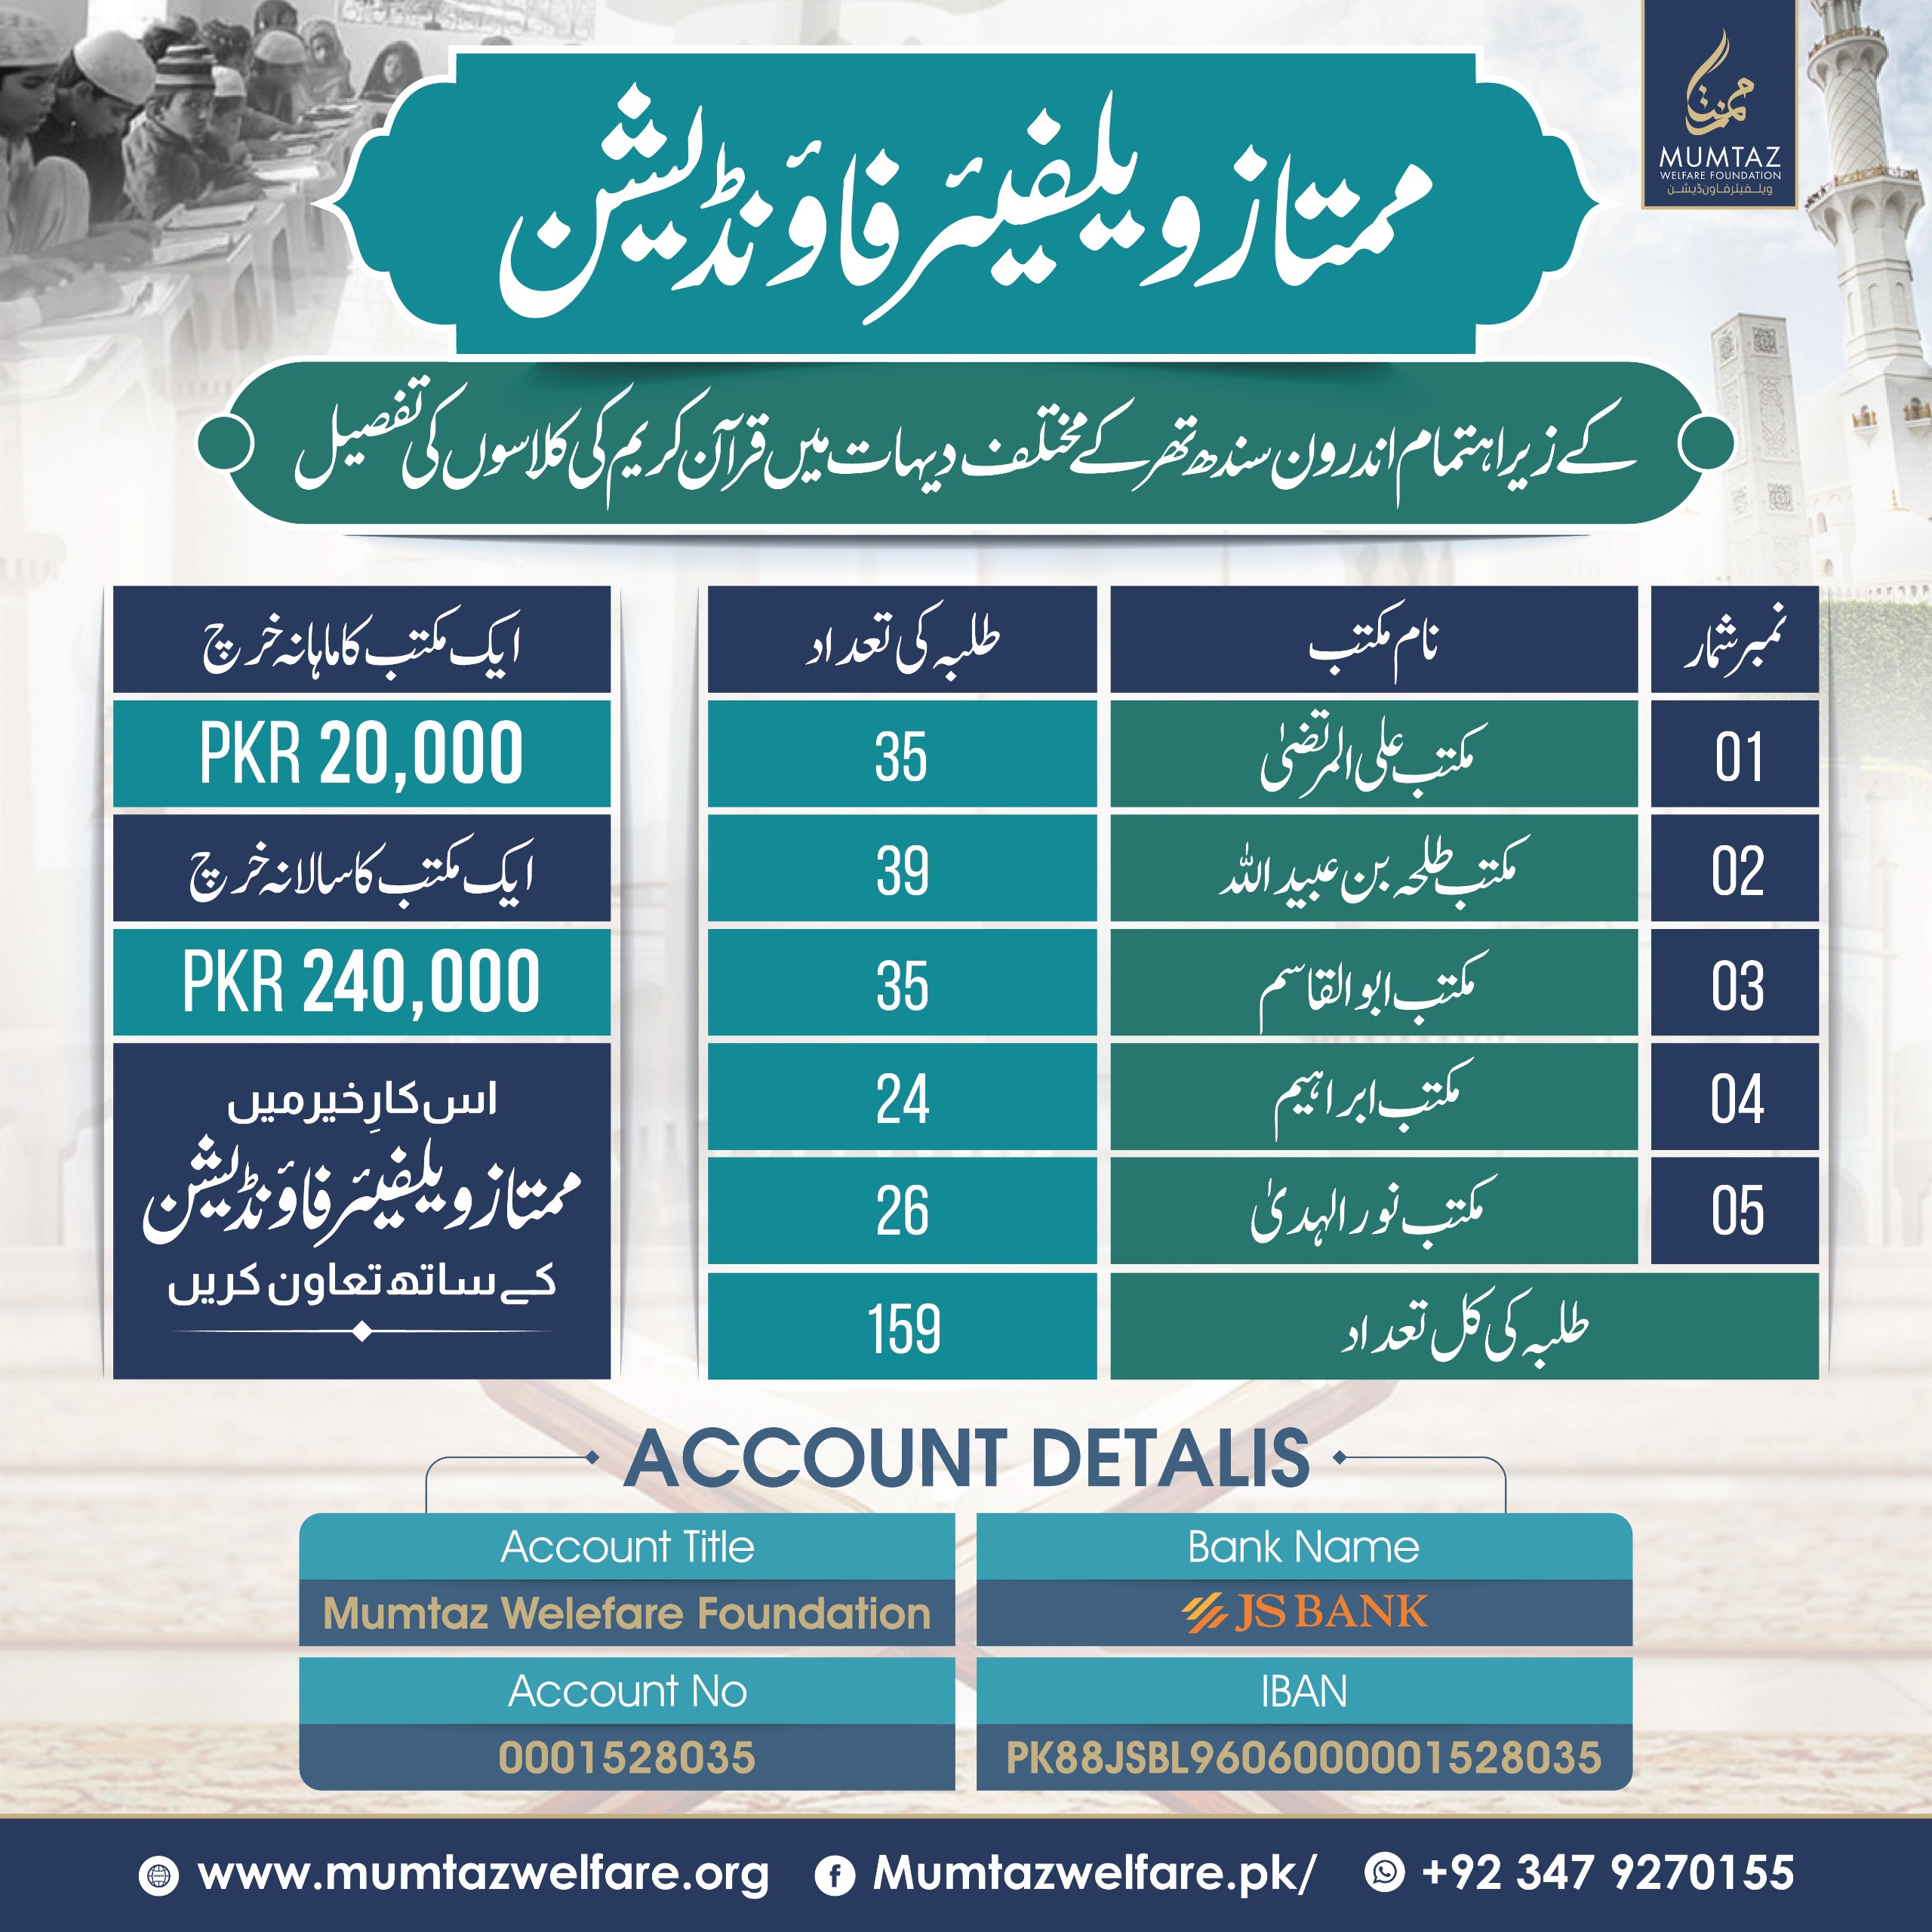 ممتاز
MUMTAZ
WELFARE FOUNDATION
ویلفیئر فاونڈیشن
ممتاز ویلفیئر فاؤنڈیشن
کے زیر اہتمام اندرون سندھ تھر کے مختلف دیہات میں قرآن کریم کی کلاسوں کی تفصیل
نمبر شمار نام مکتب طلبہ کی تعداد
01 مکتب علی المرتضیٰ 35
02 مکتب طلحہ بن عبید اللہ 39
03 مکتب ابو القاسم 35
04 مکتب ابراہیم 24
05 مکتب نور الہدیٰ 26
طلبہ کی کل تعداد 159
ایک مکتب کا ماہانہ خرچ
PKR 20,000
ایک مکتب کا سالانہ خرچ
PKR 240,000
اس کارِ خیر میں
ممتاز ویلفیئر فاؤنڈیشن
کے ساتھ تعاون کریں
ACCOUNT DETALIS
Account Title
Mumtaz Welefare Foundation
Bank Name
JS BANK
Account No
0001528035
IBAN
PK88JSBL9606000001528035
www.mumtazwelfare.org Mumtazwelfare.pk/ +92 347 9270155